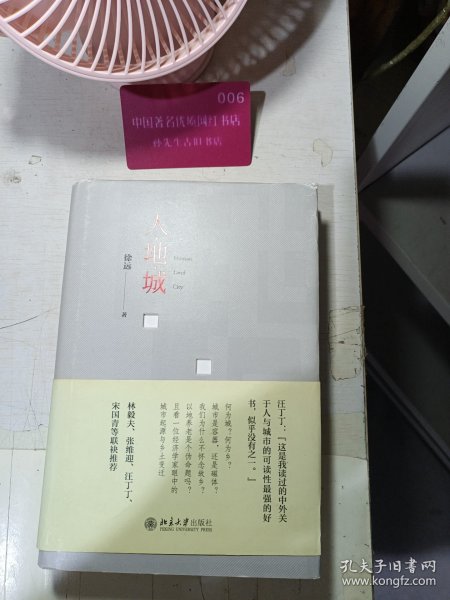 006
中国著名优质网红书店
孙先生古旧书店
人
地
城
Human
Land
City
徐远
著
汪丁丁：“这是我读过的中外关
于人与城市的可读性最强的好
书，似乎没有之一。”
何为城？何为乡？
城市是容器，还是磁体？
我们为什么不怀念故乡？
以地养老是个伪命题吗？
且看一位经济学家眼中的
城市起源与乡土变迁
林毅夫、张维迎、汪丁丁、
宋国青等联袂推荐
北京大学出版社
PEKING UNIVERSITY PRESS
孔夫子旧书网
www.kongfz.com